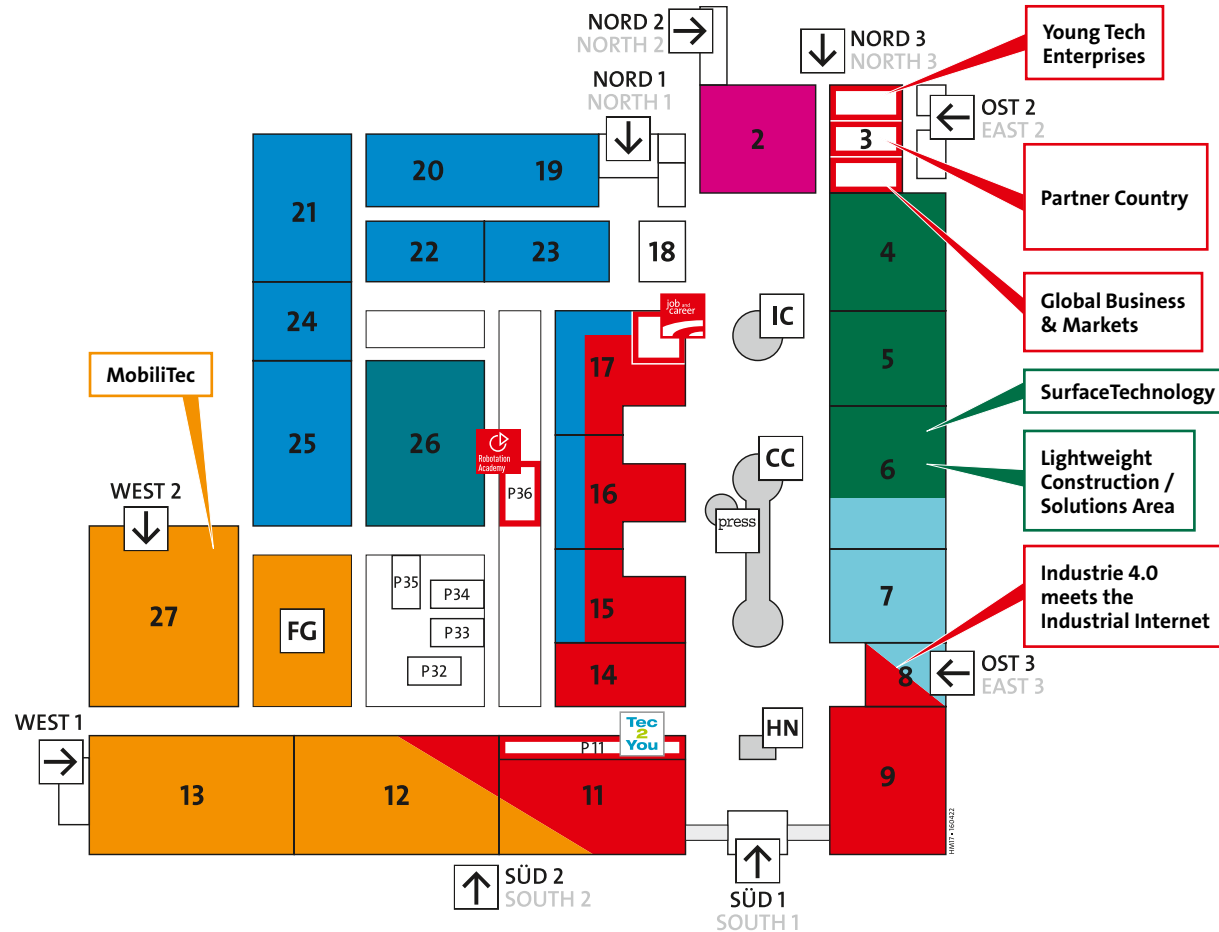 NORD 2
NORTH 2
NORD 3
NORTH 3
Young Tech
Enterprises
NORD 1
NORTH 1
OST 2
EAST 2
2
3
20
19
21
Partner Country
22
23
18
4
24
job and
career
IC
Global Business
& Markets
17
5
MobiliTec
SurfaceTechnology
25
26
Robotation
Academy
CC
6
Lightweight
Construction /
Solutions Area
WEST 2
P36
16
press
Industrie 4.0
meets the
Industrial Internet
P35
P34
7
27
FG
P33
15
P32
14
8
OST 3
EAST 3
WEST 1
Tec
2
You
P11
HN
13
12
11
9
HM17 • 160422
SÜD 2
SOUTH 2
SÜD 1
SOUTH 1